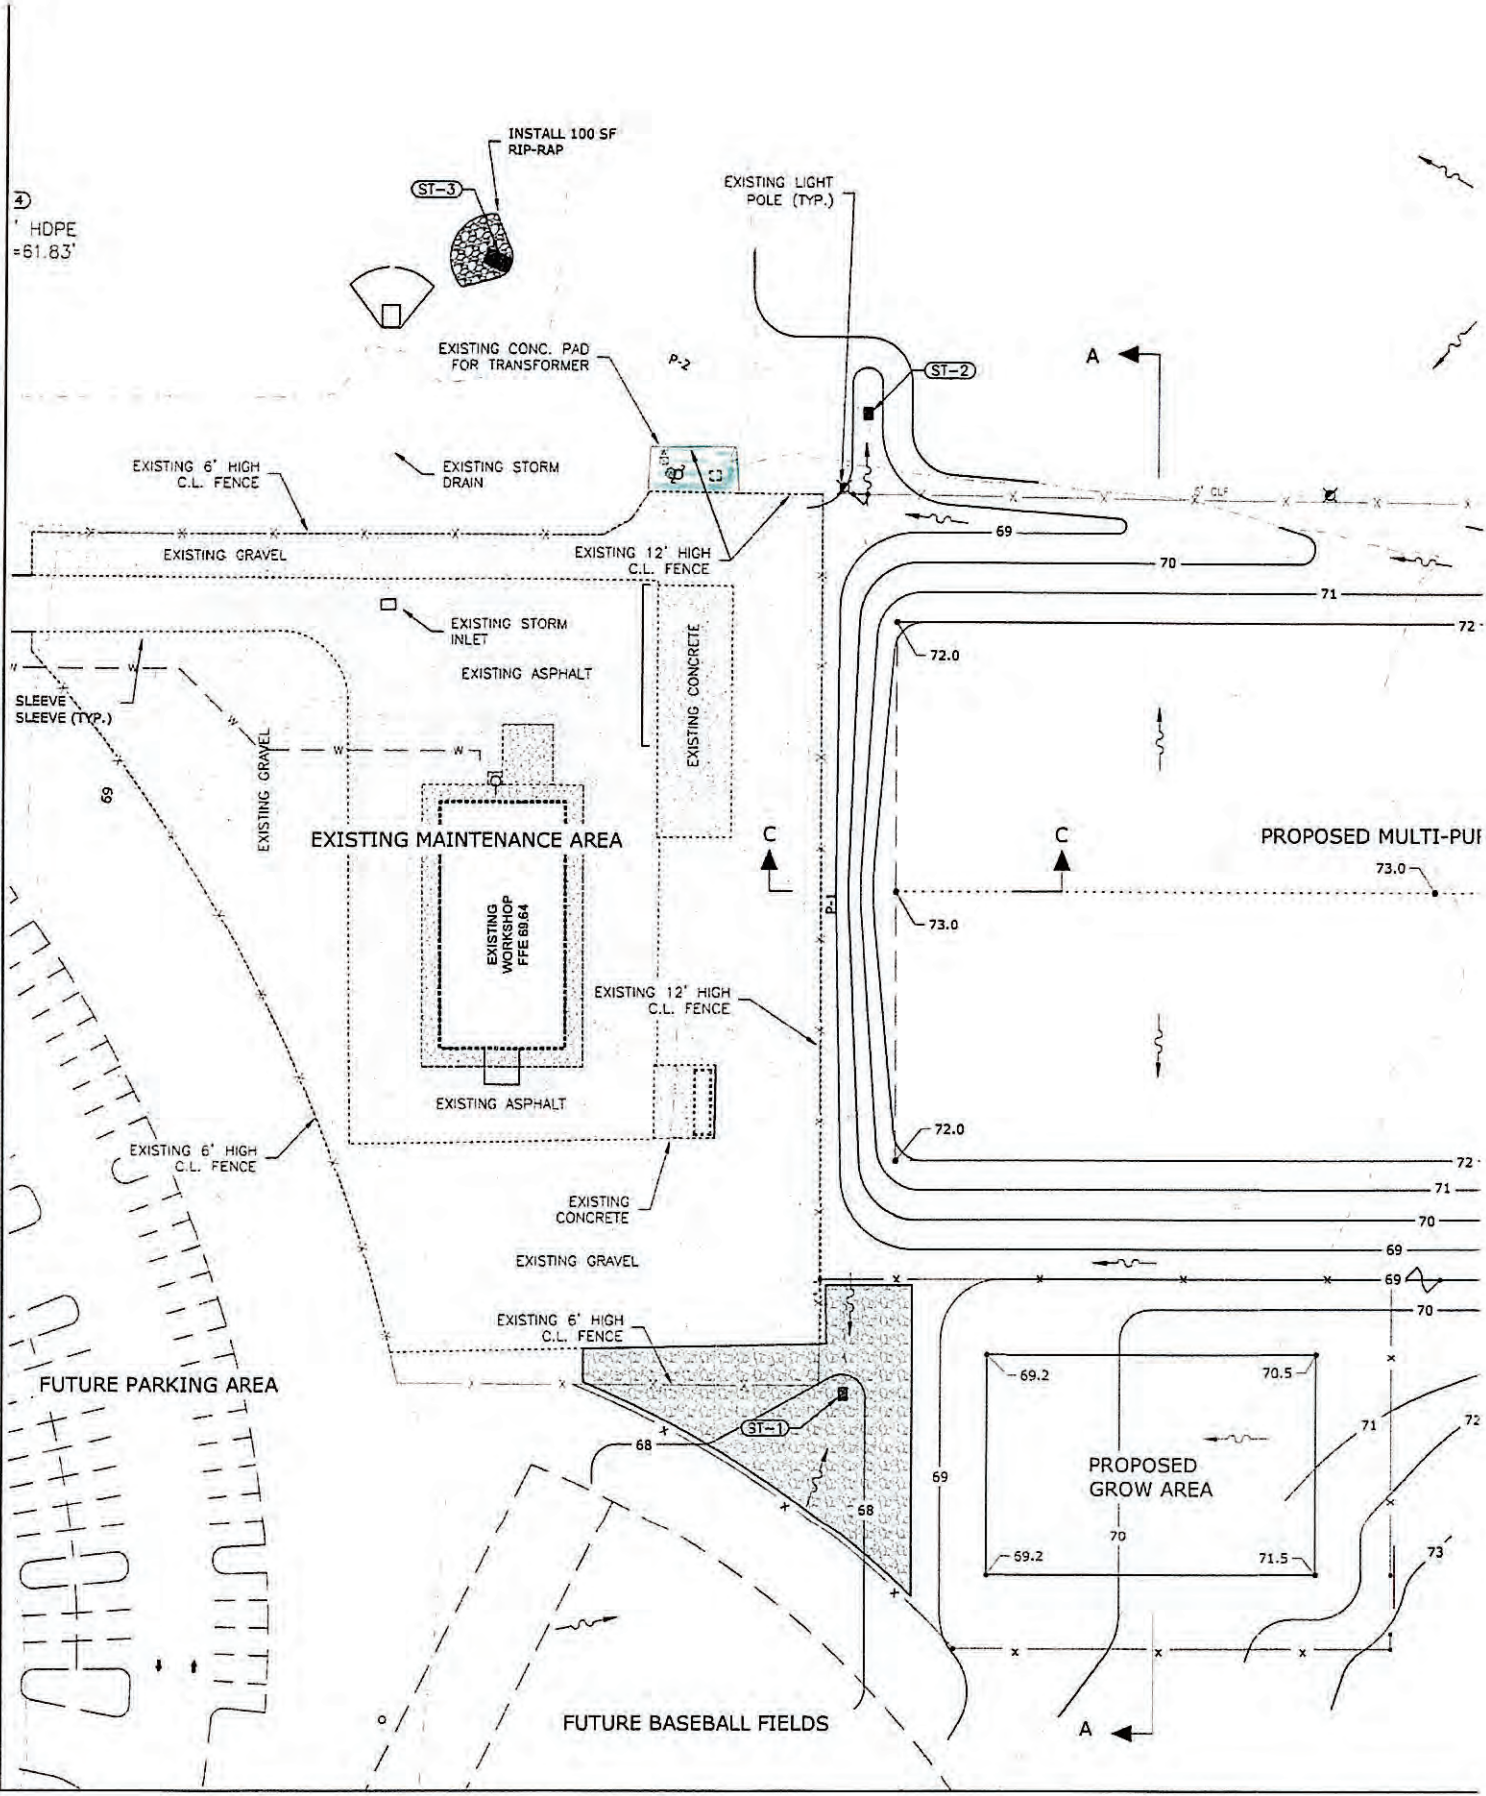 INSTALL 100 SF
RIP-RAP
ST-3
EXISTING LIGHT
POLE (TYP.)
4
' HDPE
=61.83'
EXISTING CONC. PAD
FOR TRANSFORMER
P-2
A
ST-2
EXISTING 6' HIGH
C.L. FENCE
EXISTING STORM
DRAIN
6' CLF
EXISTING GRAVEL
EXISTING 12' HIGH
C.L. FENCE
69
70
71
72
EXISTING STORM
INLET
EXISTING ASPHALT
EXISTING CONCRETE
72.0
W
W
SLEEVE
SLEEVE (TYP.)
W
W
W
69
EXISTING GRAVEL
EXISTING MAINTENANCE AREA
C
C
PROPOSED MULTI-PUR
73.0
73.0
P-1
EXISTING
WORKSHOP
FFE 69.64
EXISTING 12' HIGH
C.L. FENCE
EXISTING ASPHALT
72.0
EXISTING 6' HIGH
C.L. FENCE
72
71
70
69
EXISTING
CONCRETE
EXISTING GRAVEL
69
70
EXISTING 6' HIGH
C.L. FENCE
FUTURE PARKING AREA
69.2
70.5
ST-1
68
71
72
PROPOSED
GROW AREA
69
68
70
69.2
71.5
73
FUTURE BASEBALL FIELDS
A